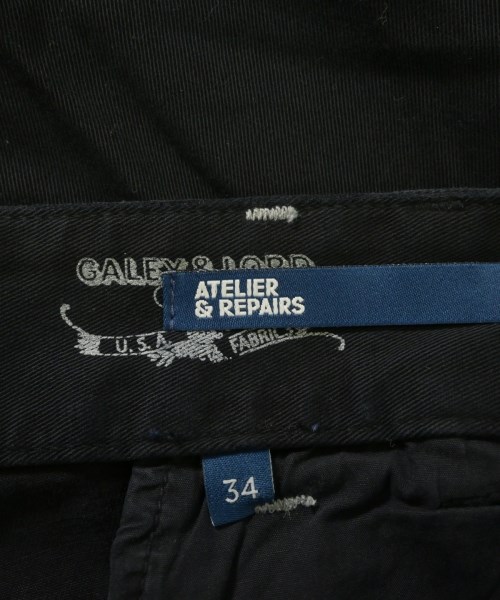 GALEY & LORD
ATELIER
& REPAIRS
U.S.A. FABRIC
34